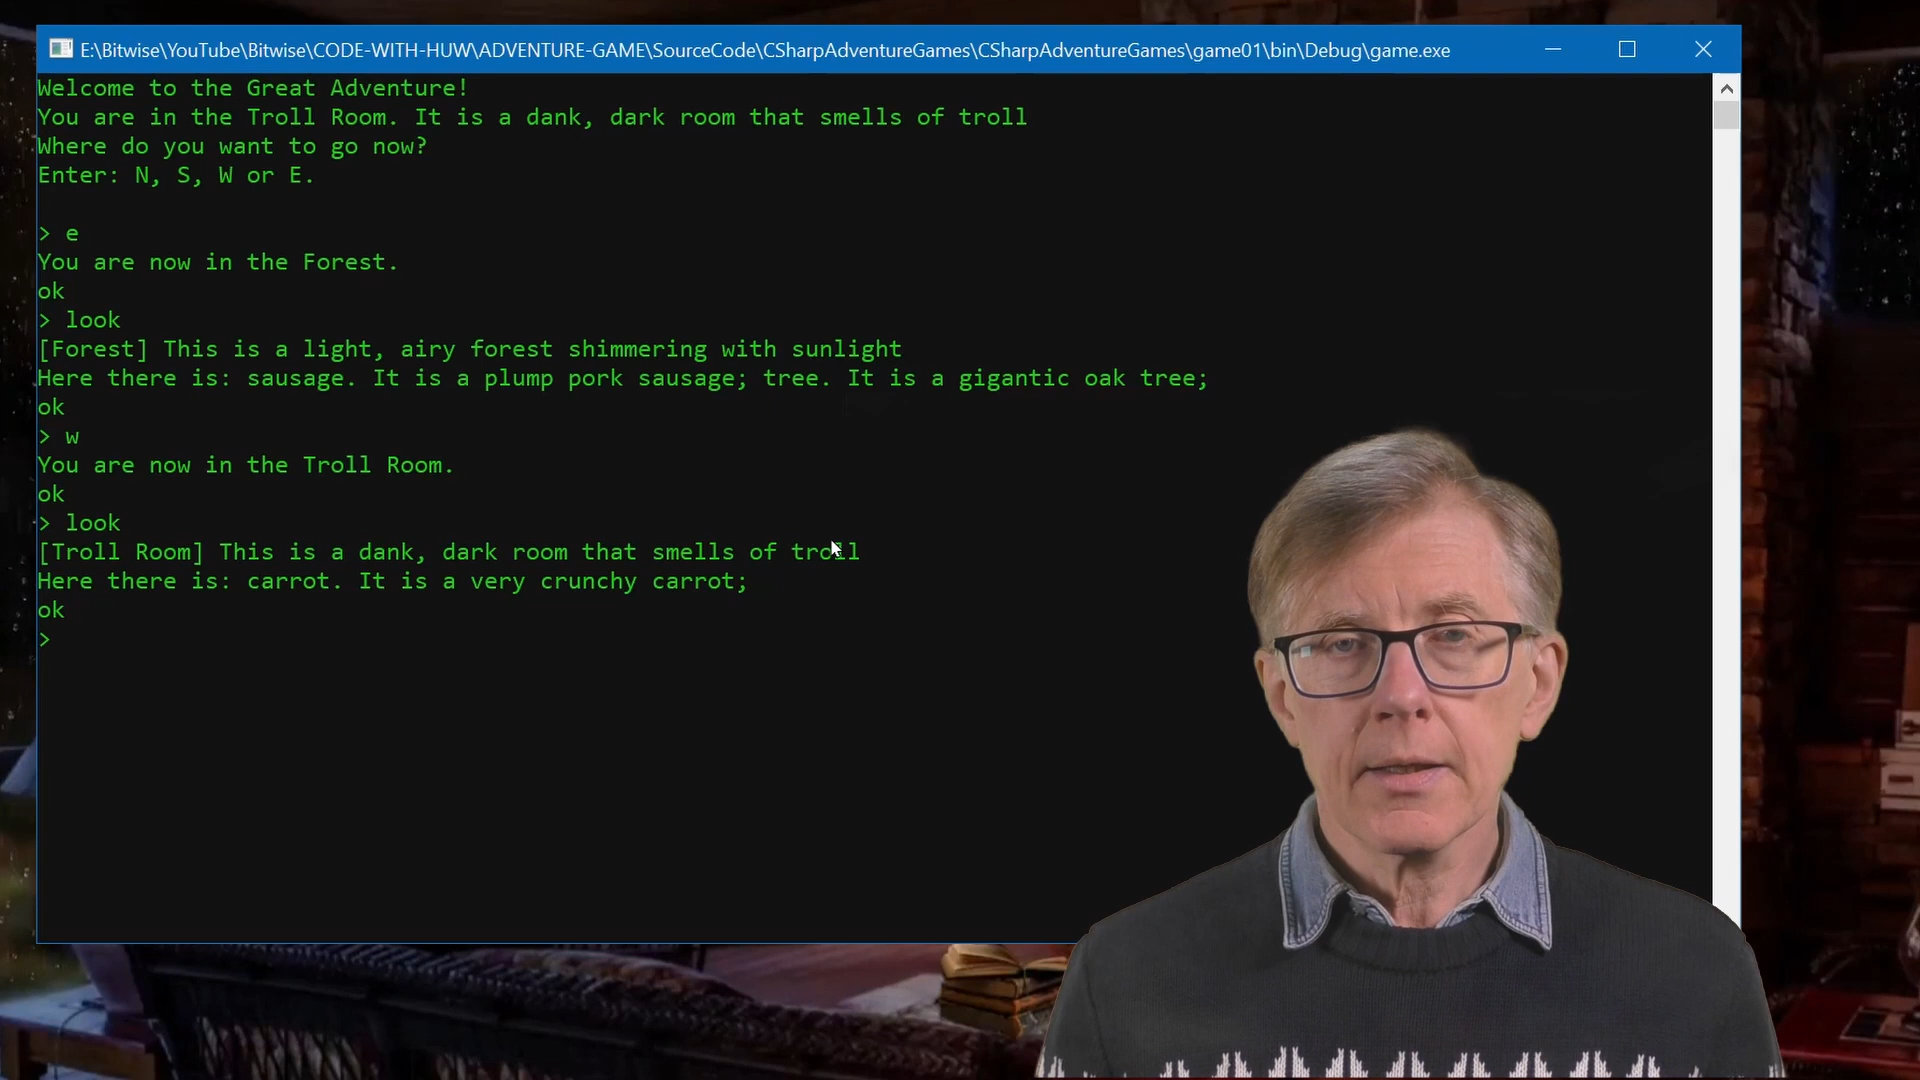 E:\Bitwise\YouTube\Bitwise\CODE-WITH-HUW\ADVENTURE-GAME\SourceCode\CSharpAdventureGames\CSharpAdventureGames\game01\bin\Debug\game.exe
Welcome to the Great Adventure!
You are in the Troll Room. It is a dank, dark room that smells of troll
Where do you want to go now?
Enter: N, S, W or E.
> e
You are now in the Forest.
ok
> look
[Forest] This is a light, airy forest shimmering with sunlight
Here there is: sausage. It is a plump pork sausage; tree. It is a gigantic oak tree;
ok
> w
You are now in the Troll Room.
ok
> look
[Troll Room] This is a dank, dark room that smells of troll
Here there is: carrot. It is a very crunchy carrot;
ok
>